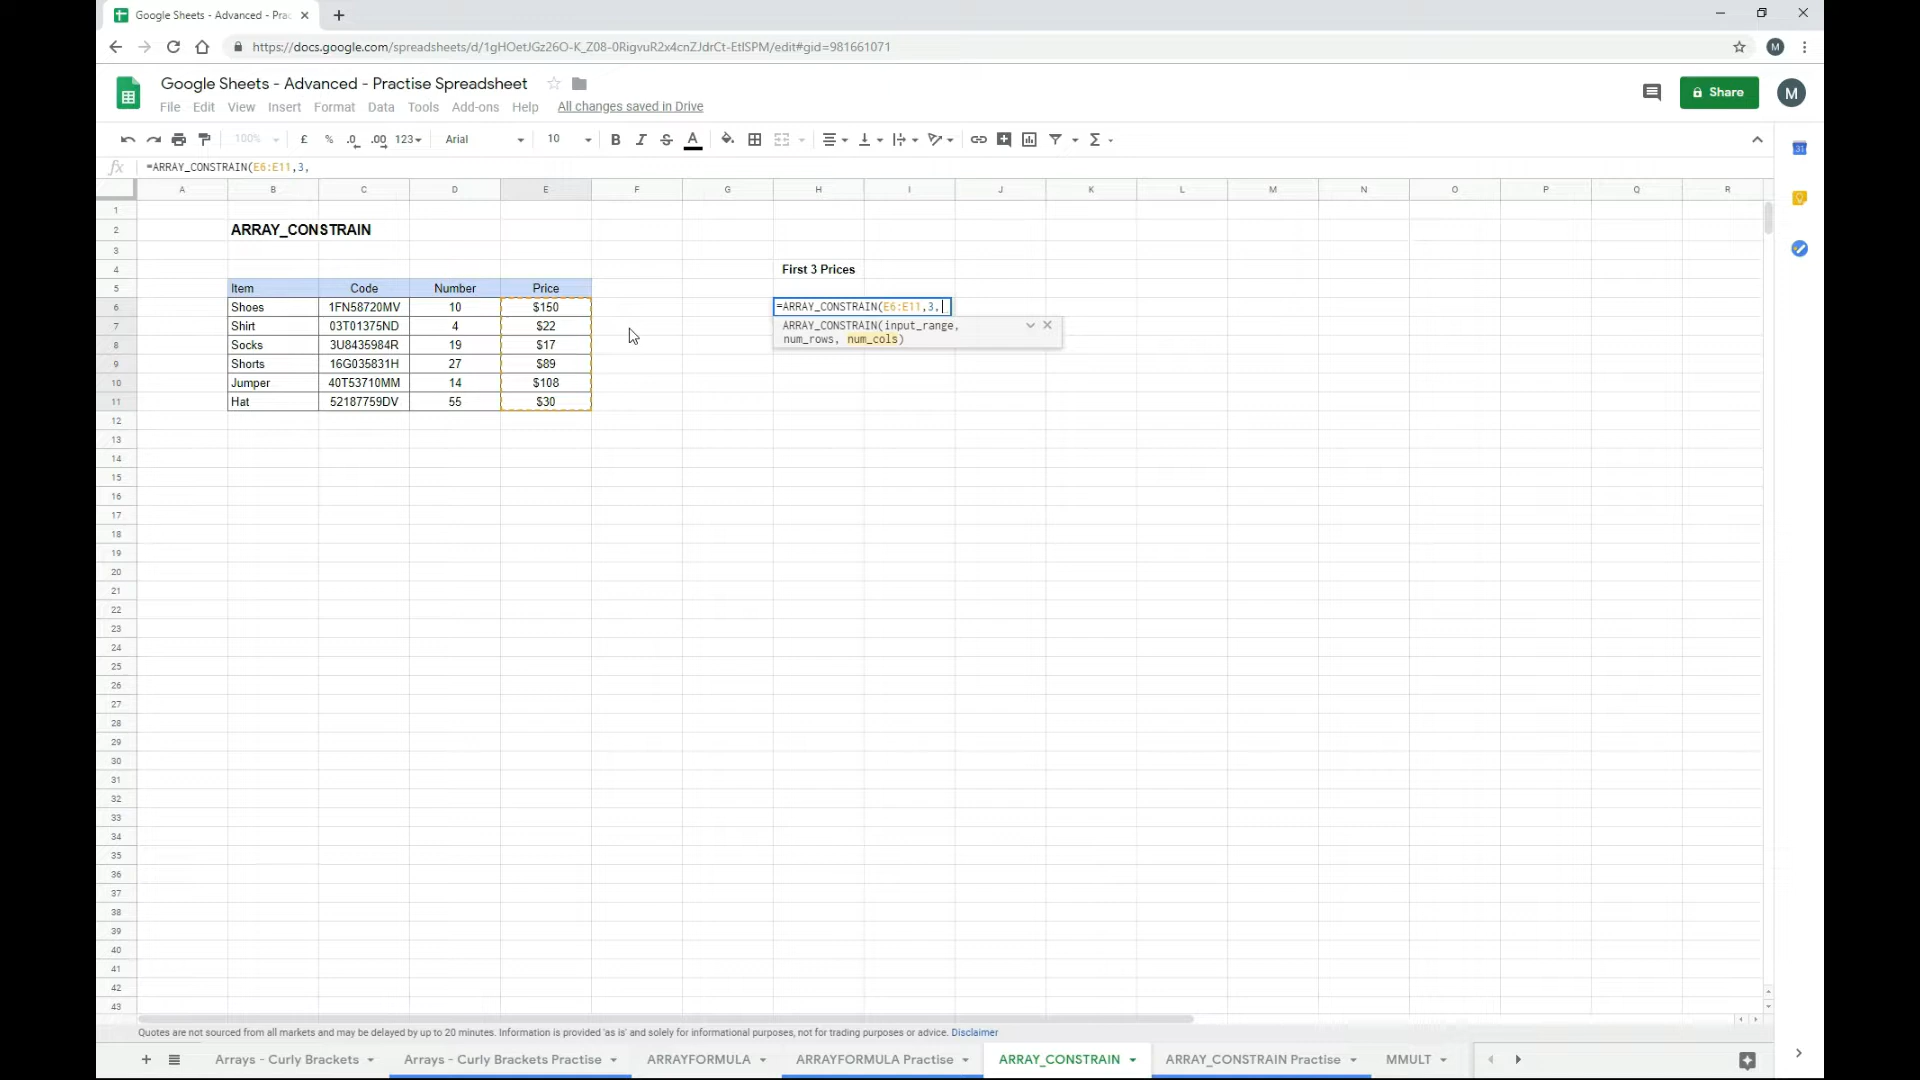 Google Sheets - Advanced - Prac
https://docs.google.com/spreadsheets/d/1gHOetJGz26O-K_Z08-0RigvuR2x4cnZJdrCt-EtlSPM/edit#gid=981661071
M
Google Sheets - Advanced - Practise Spreadsheet
Share
M
File Edit View Insert Format Data Tools Add-ons Help All changes saved in Drive
100% £ % .0 .00 123 Arial 10 B I S A Σ
31
fx =ARRAY_CONSTRAIN(E6:E11,3,
A B C D E F G H I J K L M N O P Q R
1
2 ARRAY_CONSTRAIN
3
4 First 3 Prices
5 Item Code Number Price
6 Shoes 1FN58720MV 10 $150 =ARRAY_CONSTRAIN(E6:E11,3,
7 Shirt 03T01375ND 4 $22 ARRAY_CONSTRAIN(input_range,
num_rows, num_cols)
8 Socks 3U8435984R 19 $17
9 Shorts 16G035831H 27 $89
10 Jumper 40T53710MM 14 $108
11 Hat 52187759DV 55 $30
12
13
14
15
16
17
18
19
20
21
22
23
24
25
26
27
28
29
30
31
32
33
34
35
36
37
38
39
40
41
42
43
Quotes are not sourced from all markets and may be delayed by up to 20 minutes. Information is provided 'as is' and solely for informational purposes, not for trading purposes or advice. Disclaimer
Arrays - Curly Brackets Arrays - Curly Brackets Practise ARRAYFORMULA ARRAYFORMULA Practise ARRAY_CONSTRAIN ARRAY_CONSTRAIN Practise MMULT